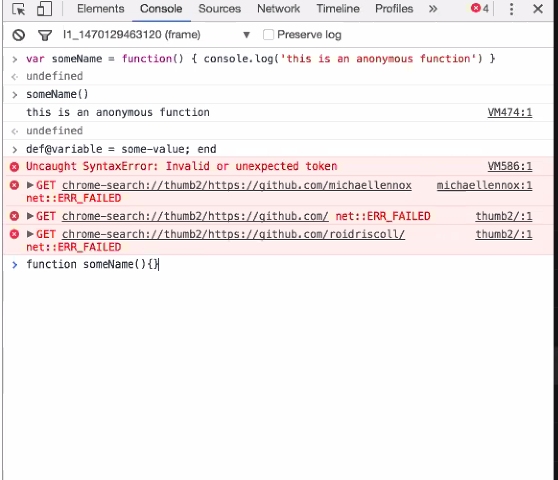 Elements Console Sources Network Timeline Profiles » 4
l1_1470129463120 (frame) ▼ Preserve log
> var someName = function() { console.log('this is an anonymous function') }
undefined
> someName()
this is an anonymous function VM474:1
undefined
> def@variable = some-value; end
Uncaught SyntaxError: Invalid or unexpected token VM586:1
▶GET chrome-search://thumb2/https://github.com/michaellennox michaellennox:1
net::ERR_FAILED
▶GET chrome-search://thumb2/https://github.com/ net::ERR_FAILED thumb2/:1
▶GET chrome-search://thumb2/https://github.com/roidriscoll/ thumb2/:1
net::ERR_FAILED
> function someName(){}